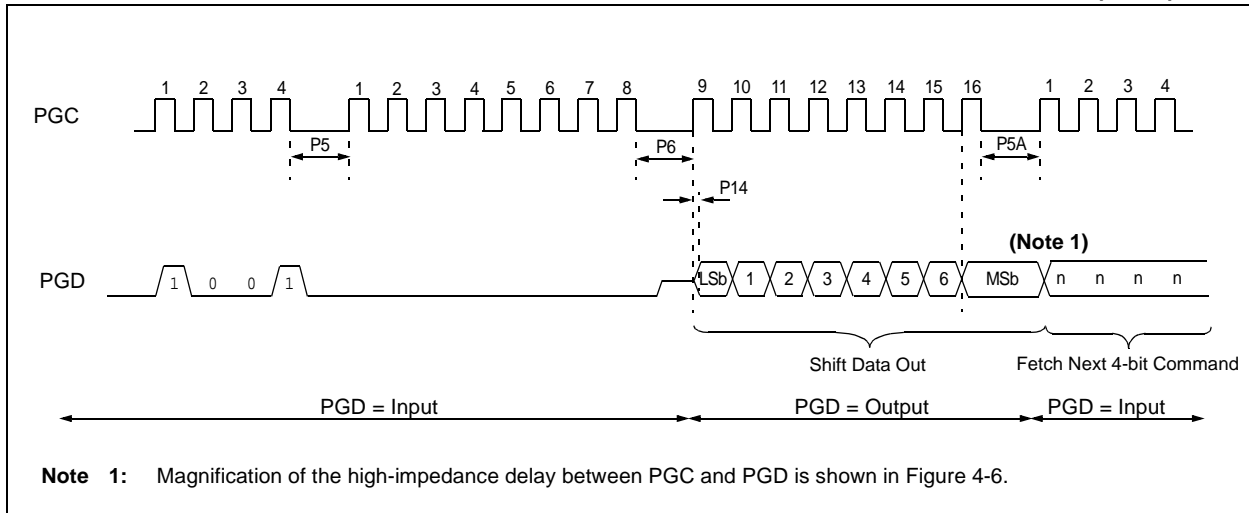 1 2 3 4 1 2 3 4 5 6 7 8 9 10 11 12 13 14 15 16 1 2 3 4
PGC
P5 P6 P5A
P14
(Note 1)
PGD 1 0 0 1 LSb 1 2 3 4 5 6 MSb n n n n
Shift Data Out Fetch Next 4-bit Command
PGD = Input PGD = Output PGD = Input
Note 1: Magnification of the high-impedance delay between PGC and PGD is shown in Figure 4-6.